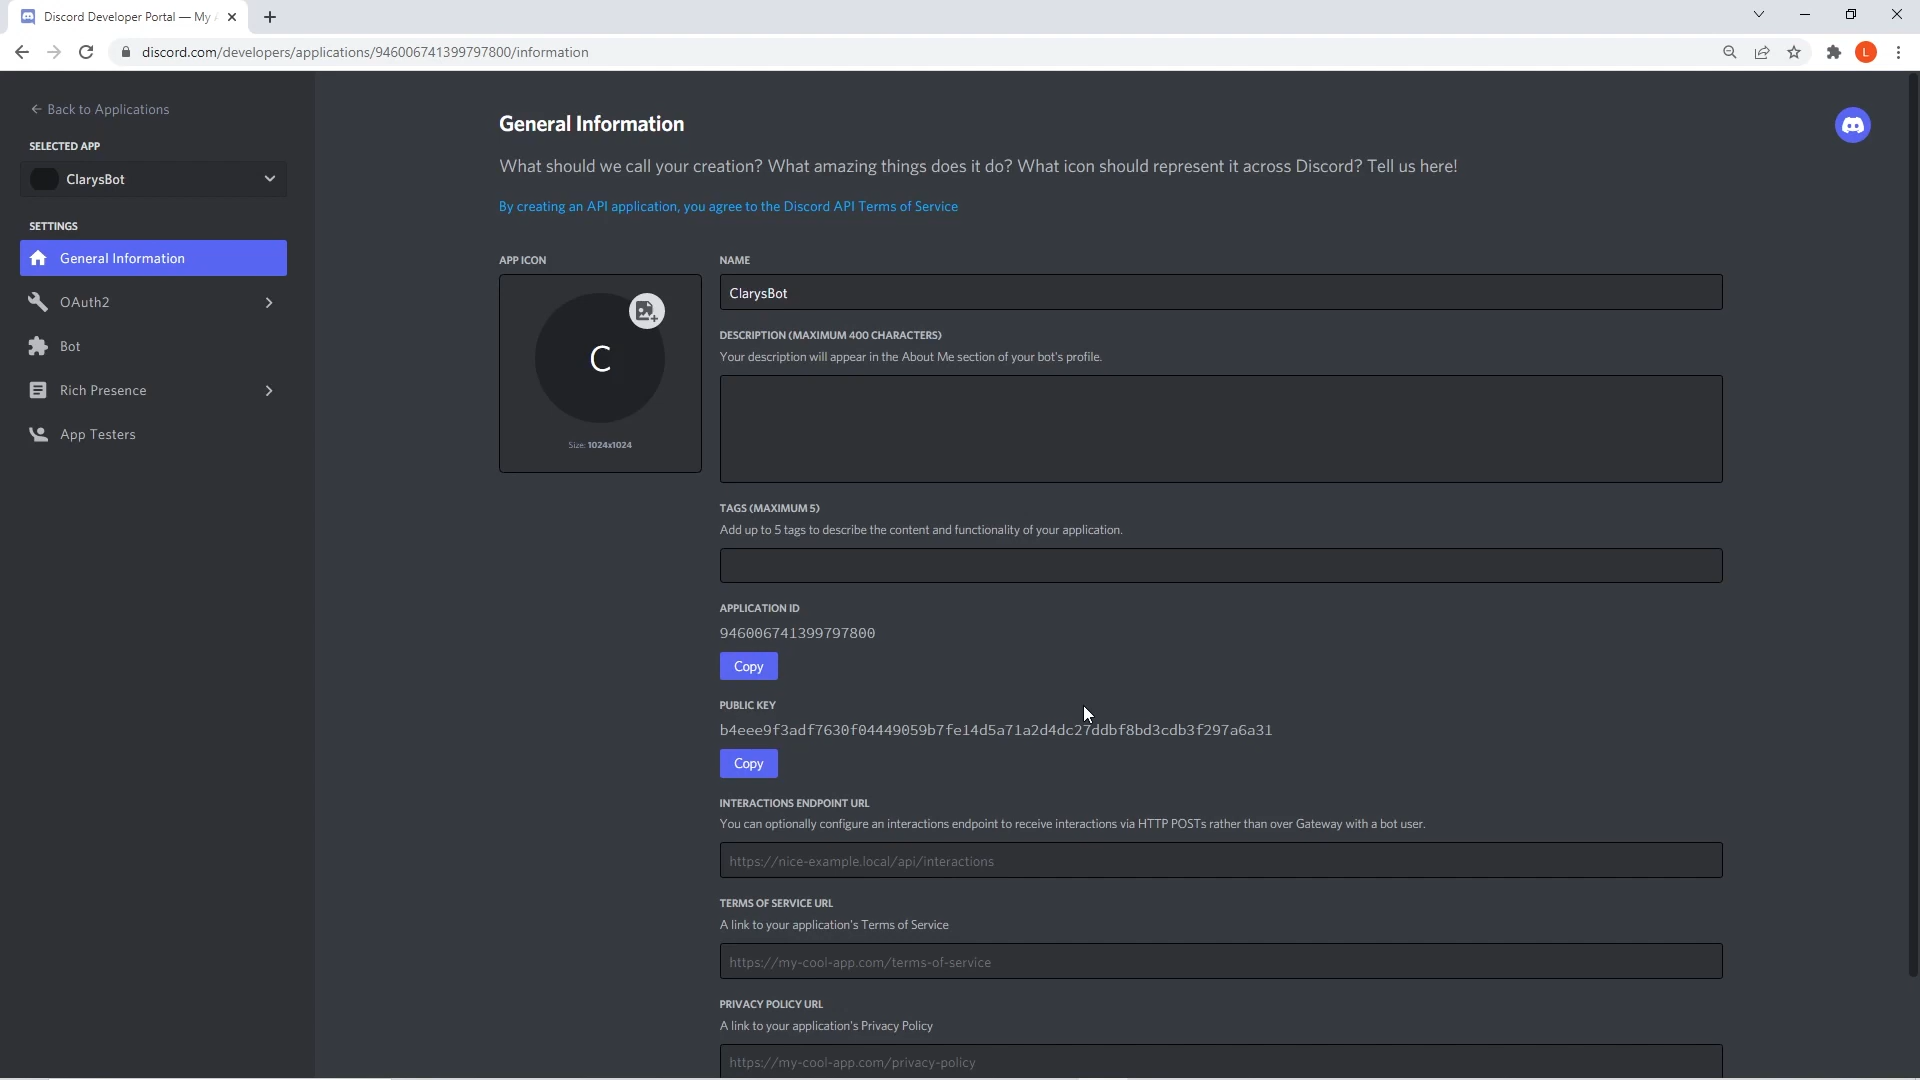 Discord Developer Portal — My
discord.com/developers/applications/946006741399797800/information
L
Back to Applications
SELECTED APP
ClarysBot
SETTINGS
General Information
OAuth2
Bot
Rich Presence
App Testers
General Information
What should we call your creation? What amazing things does it do? What icon should represent it across Discord? Tell us here!
By creating an API application, you agree to the Discord API Terms of Service
APP ICON
C
Size: 1024x1024
NAME
ClarysBot
DESCRIPTION (MAXIMUM 400 CHARACTERS)
Your description will appear in the About Me section of your bot's profile.
TAGS (MAXIMUM 5)
Add up to 5 tags to describe the content and functionality of your application.
APPLICATION ID
946006741399797800
Copy
PUBLIC KEY
b4eee9f3adf7630f04449059b7fe14d5a71a2d4dc27ddbf8bd3cdb3f297a6a31
Copy
INTERACTIONS ENDPOINT URL
You can optionally configure an interactions endpoint to receive interactions via HTTP POSTs rather than over Gateway with a bot user.
https://nice-example.local/api/interactions
TERMS OF SERVICE URL
A link to your application's Terms of Service
https://my-cool-app.com/terms-of-service
PRIVACY POLICY URL
A link to your application's Privacy Policy
https://my-cool-app.com/privacy-policy